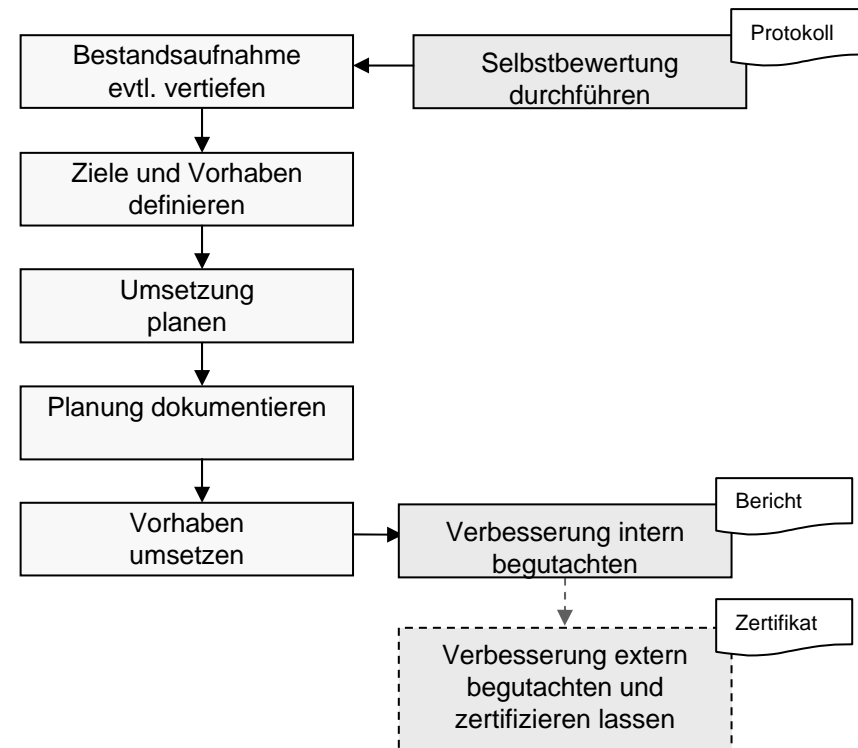 Protokoll
Bestandsaufnahme
evtl. vertiefen
Selbstbewertung
durchführen
Ziele und Vorhaben
definieren
Umsetzung
planen
Planung dokumentieren
Vorhaben
umsetzen
Bericht
Verbesserung intern
begutachten
Zertifikat
Verbesserung extern
begutachten und
zertifizieren lassen